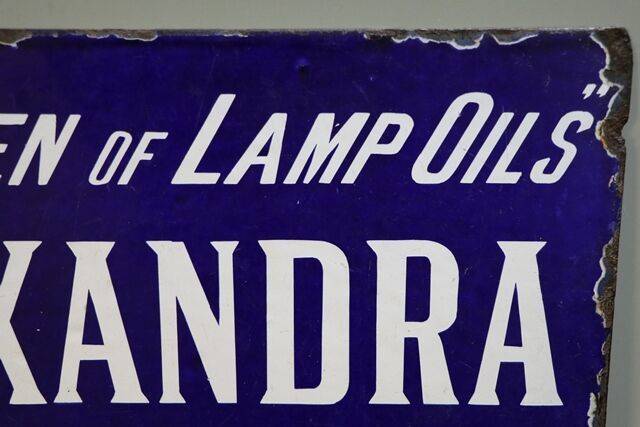 EN OF LAMP OILS”
XANDRA